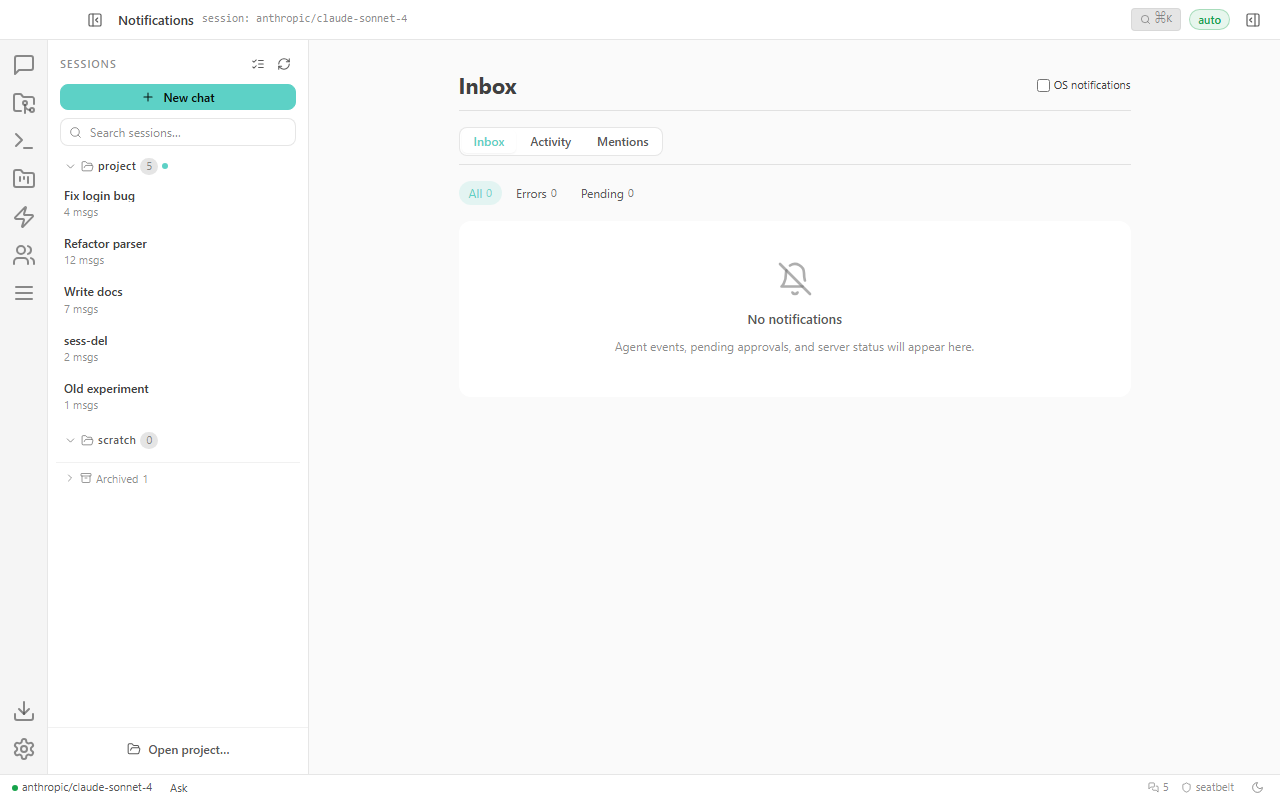 Notifications session: anthropic/claude-sonnet-4
⌘K
auto
SESSIONS
New chat
Search sessions...
project 5
Fix login bug
4 msgs
Refactor parser
12 msgs
Write docs
7 msgs
sess-del
2 msgs
Old experiment
1 msgs
scratch 0
Archived 1
Open project...
Inbox
OS notifications
Inbox Activity Mentions
All 0 Errors 0 Pending 0
No notifications
Agent events, pending approvals, and server status will appear here.
anthropic/claude-sonnet-4 Ask
5 seatbelt